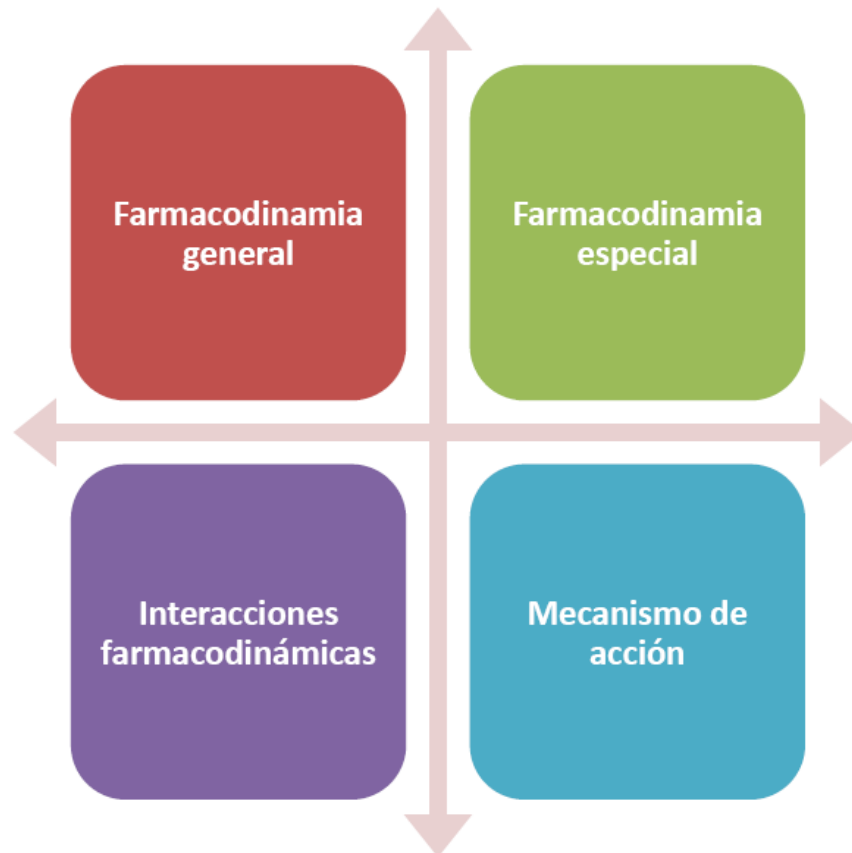 Farmacodinamia
general
Farmacodinamia
especial
Interacciones
farmacodinámicas
Mecanismo de
acción